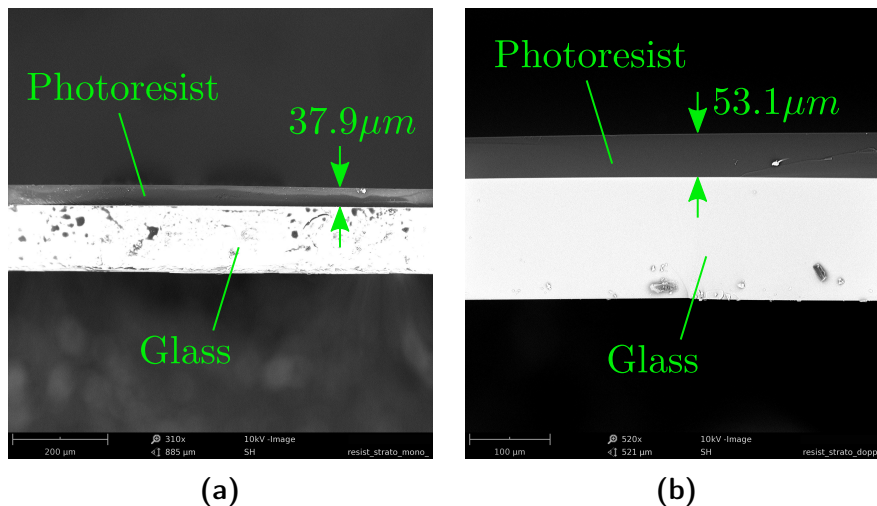 Photoresist
37.9μm
Glass
200 μm
310x
885 μm
10kV -Image
SH
resist_strato_mono_
(a)
Photoresist
53.1μm
Glass
100 μm
520x
521 μm
10kV -Image
SH
resist_strato_dopp
(b)